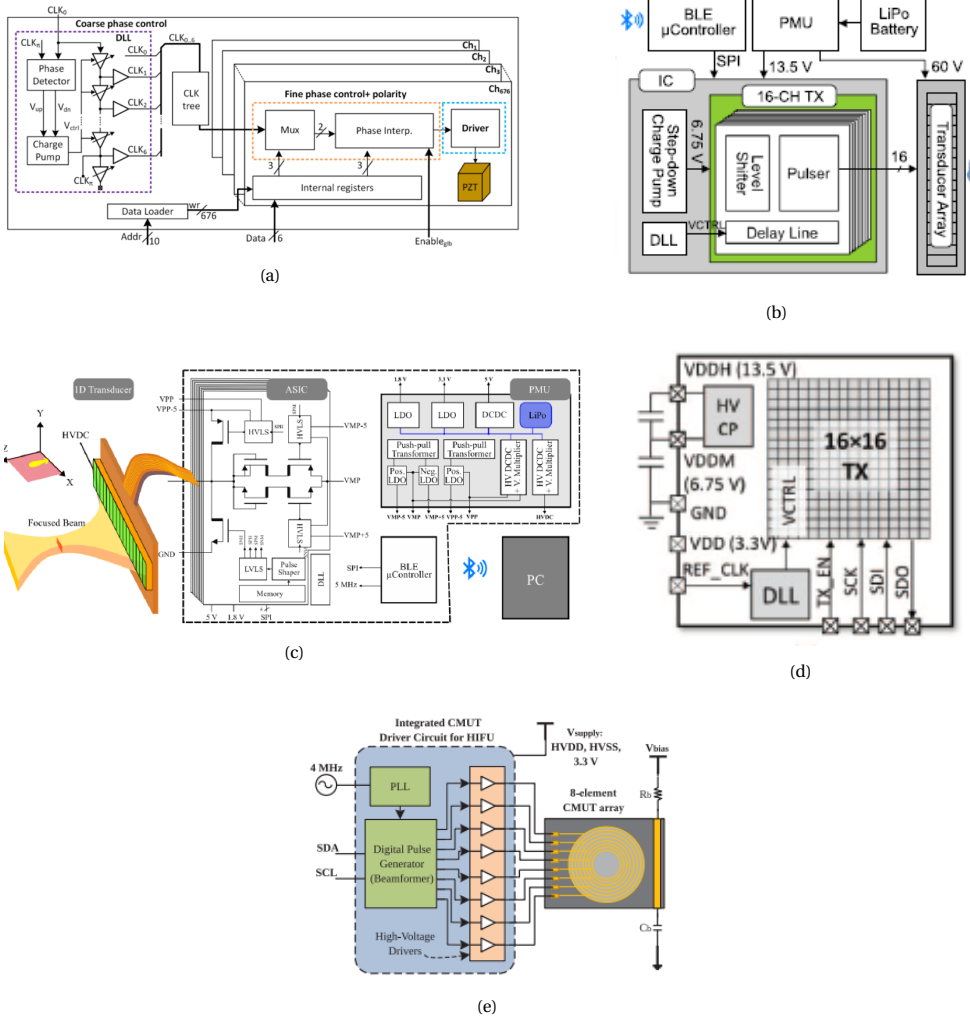 CLK0
Coarse phase control
CLKn
DLL
CLK0
CLK0..6
Phase Detector
CLK1
Vup
Vdn
CLK2
Vctrl
Charge Pump
CLK6
CLKn
CLK tree
Ch1
Ch2
Ch3
Ch676
Fine phase control+ polarity
Mux
2
Phase Interp.
Driver
3
3
PZT
Internal registers
Data Loader
wr
676
Addr
10
Data
6
Enableglb
(a)
BLE µController
PMU
LiPo Battery
SPI
13.5 V
60 V
IC
16-CH TX
Step-down Charge Pump
6.75 V
Level Shifter
Pulser
16
Transducer Array
DLL
VCTRL
Delay Line
(b)
1D Transducer
Y
Z
X
HVDC
Focused Beam
ASIC
VPP
VPP-5
HVLS
HVLS
VMP-5
VMP
HVLS
VMP+5
GND
LVLS
Pulse Shaper
Memory
DLL
5 V
1.8 V
SPI
PMU
1.8 V
3.3 V
5 V
LDO
LDO
DCDC
LiPo
Push-pull Transformer
Push-pull Transformer
Pos. LDO
Neg. LDO
Pos. LDO
HV DCDC + V. Multiplier
HV DCDC + V. Multiplier
VMP-5
VMP
VMP+5
VPP
HVDC
SPI
5 MHz
BLE µController
PC
(c)
VDDH (13.5 V)
HV CP
VDDM (6.75 V)
GND
VDD (3.3V)
REF_CLK
DLL
16×16 TX
VCTRL
TX_EN
SCK
SDI
SDO
(d)
Integrated CMUT
Driver Circuit for HIFU
Vsupply:
HVDD, HVSS,
3.3 V
4 MHz
PLL
SDA
SCL
Digital Pulse
Generator
(Beamformer)
High-Voltage
Drivers
8-element
CMUT array
Vbias
Rb
Cb
(e)